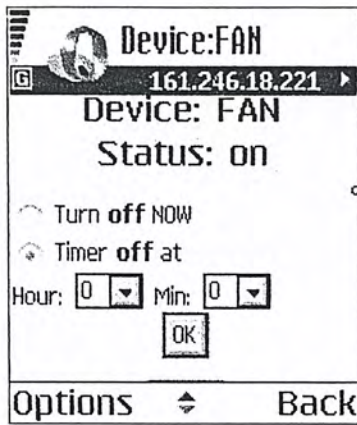 Device:FAN
G 161.246.18.221
Device: FAN
Status: on
Turn off NOW
Timer off at
Hour: 0 Min: 0
OK
Options Back